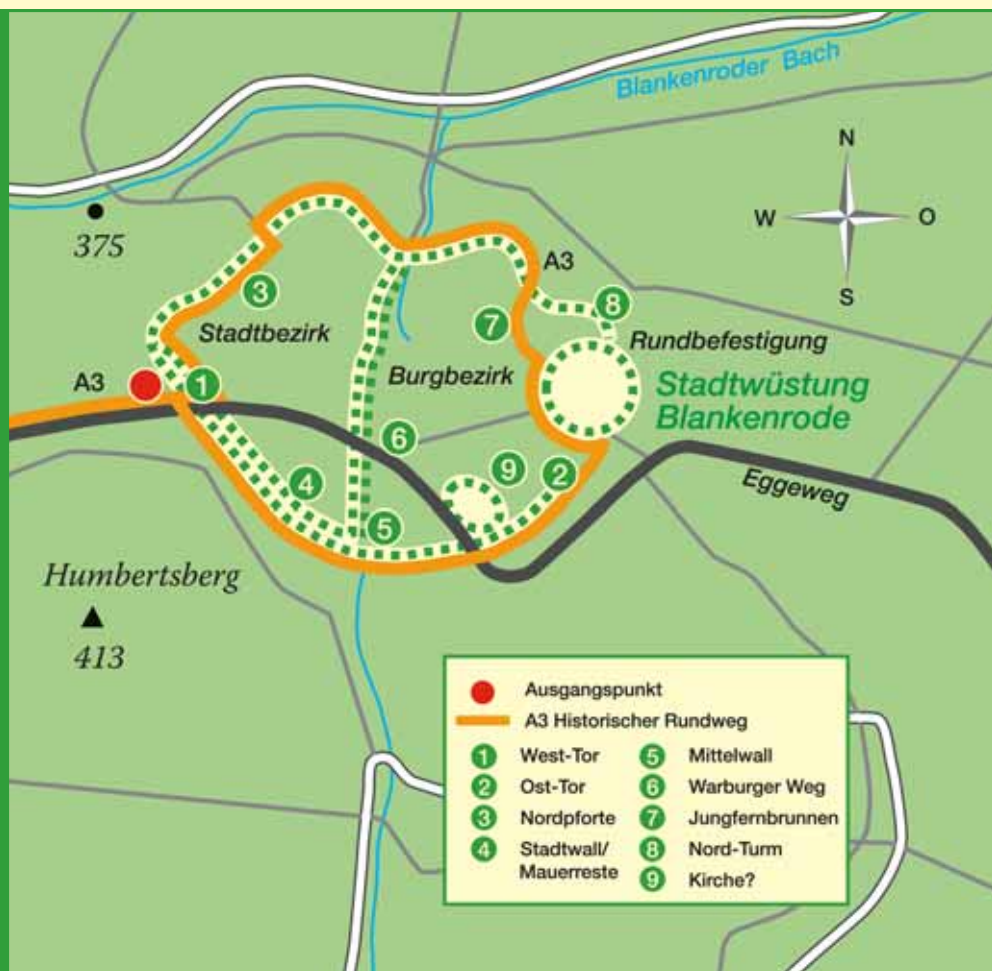 Blankenroder Bach
N
W
O
S
375
A3
3
8
7
Stadtbezirk
Rundbefestigung
A3
1
Burgbezirk
Stadtwüstung
Blankenrode
6
9
2
4
Eggeweg
5
Humbertsberg
413
Ausgangspunkt
A3 Historischer Rundweg
1 West-Tor
2 Ost-Tor
3 Nordpforte
4 Stadtwall/
Mauerreste
5 Mittelwall
6 Warburger Weg
7 Jungfernbrunnen
8 Nord-Turm
9 Kirche?